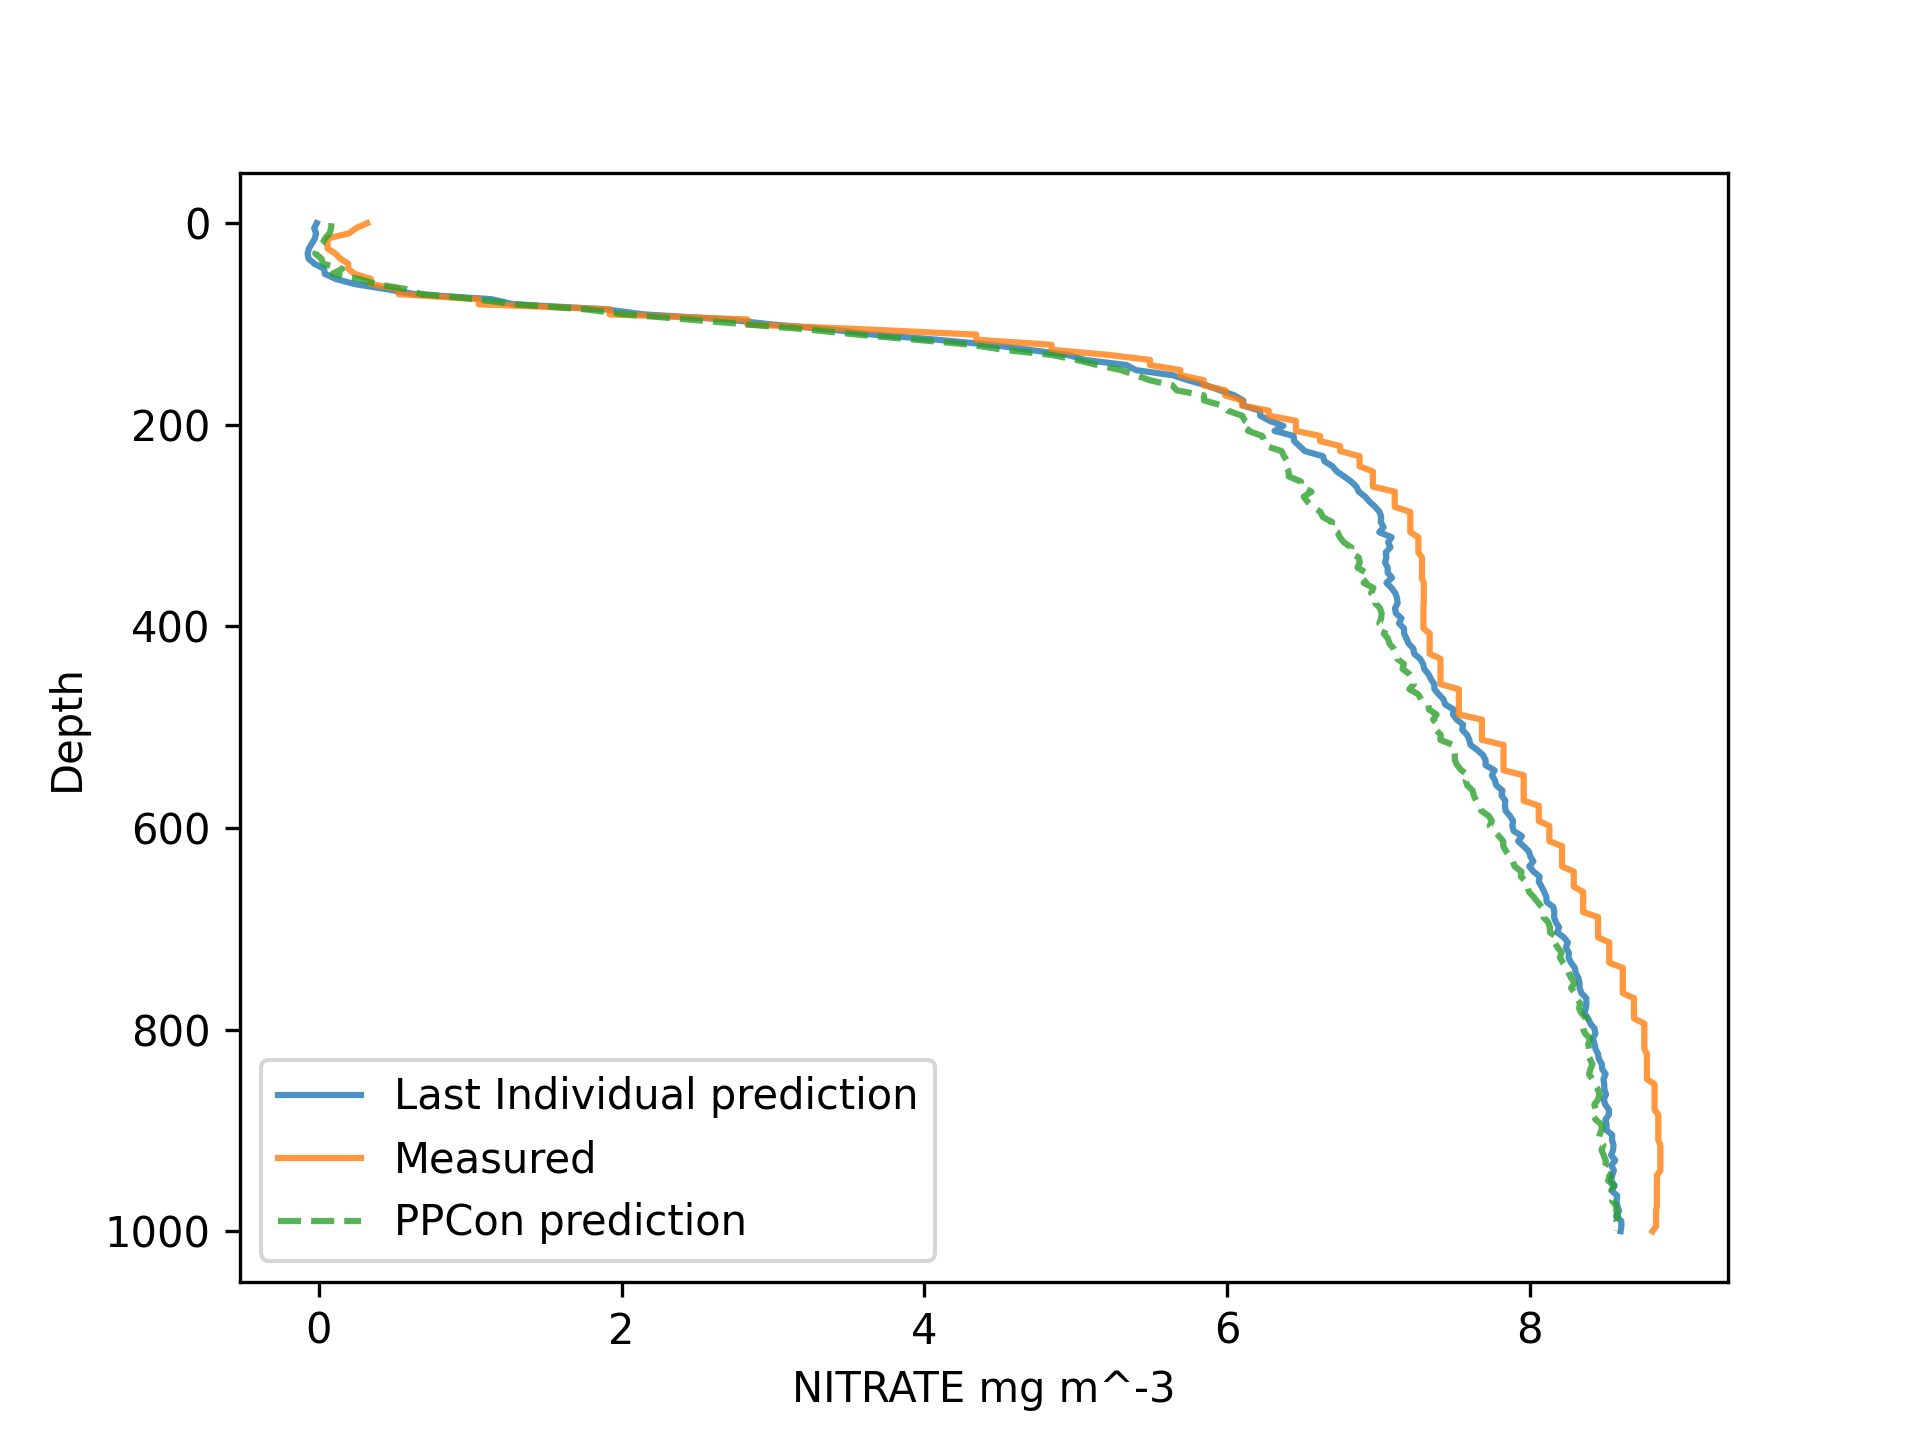 0
200
400
600
800
1000
Depth
Last Individual prediction
Measured
PPCon prediction
0 2 4 6 8
NITRATE mg m^-3